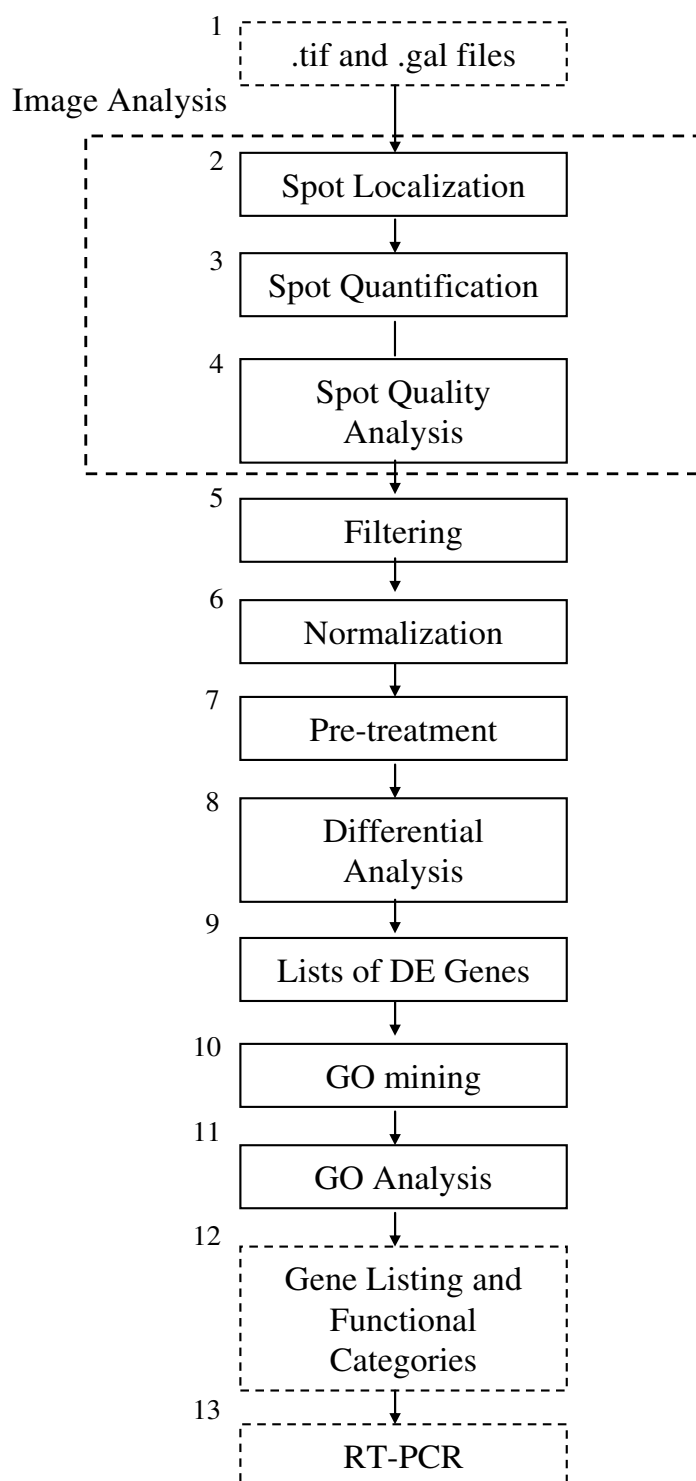 1
.tif and .gal files
Image Analysis
2
Spot Localization
3
Spot Quantification
4
Spot Quality
Analysis
5
Filtering
6
Normalization
7
Pre-treatment
8
Differential
Analysis
9
Lists of DE Genes
10
GO mining
11
GO Analysis
12
Gene Listing and
Functional
Categories
13
RT-PCR